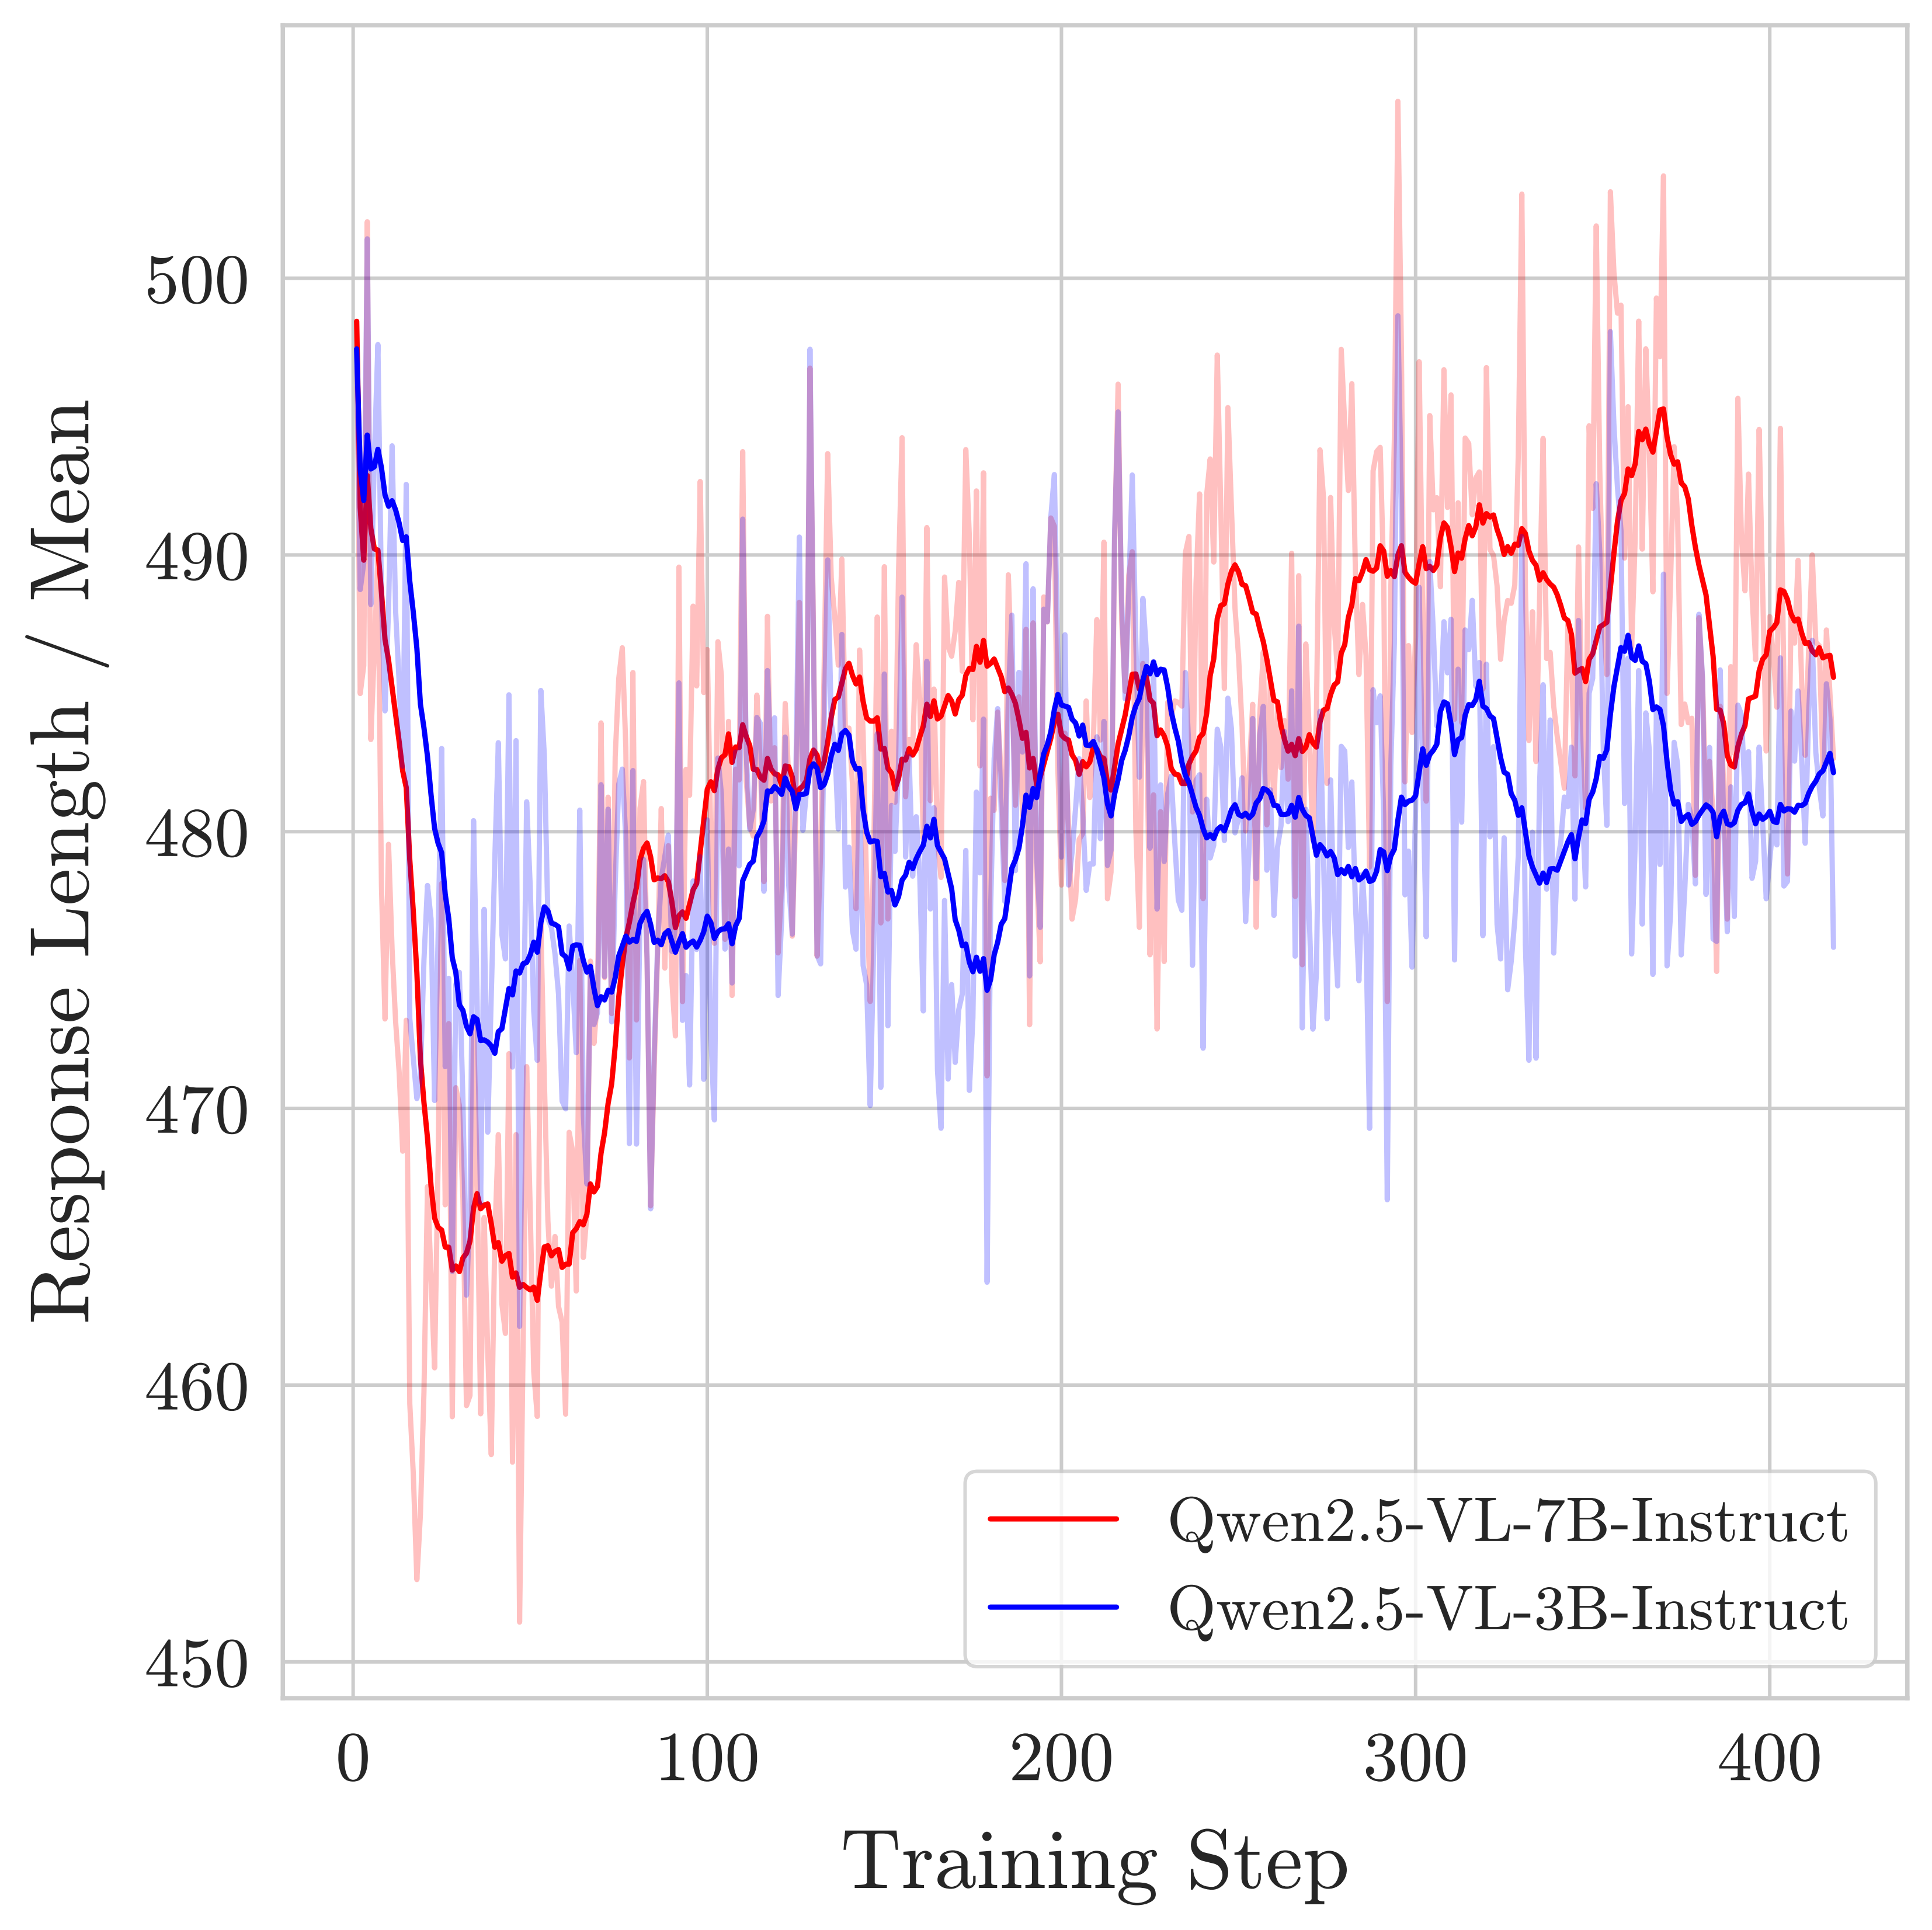 Response Length / Mean
500
490
480
470
460
450
Qwen2.5-VL-7B-Instruct
Qwen2.5-VL-3B-Instruct
0 100 200 300 400
Training Step